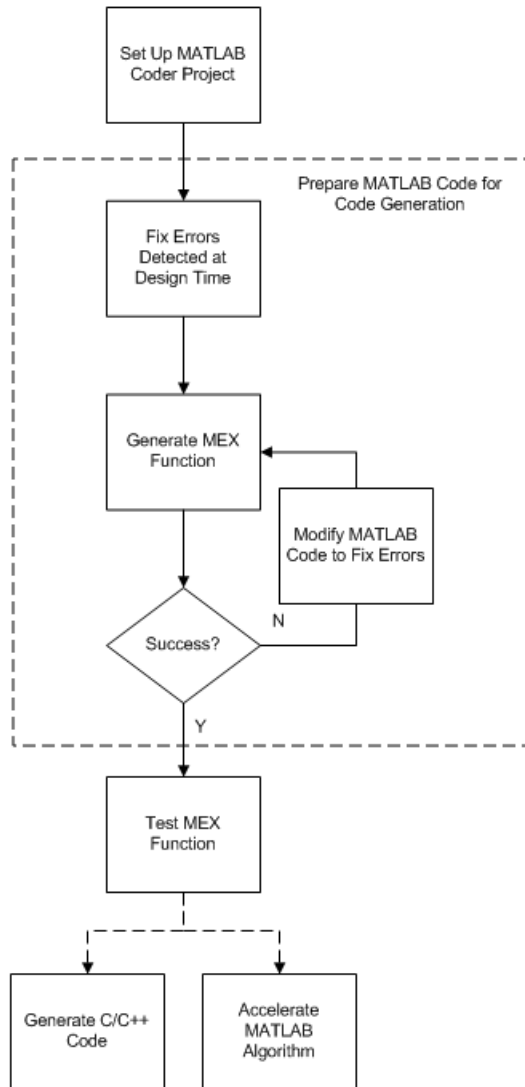 Set Up MATLAB
Coder Project
Prepare MATLAB Code for
Code Generation
Fix Errors
Detected at
Design Time
Generate MEX
Function
Modify MATLAB
Code to Fix Errors
N
Success?
Y
Test MEX
Function
Generate C/C++
Code
Accelerate
MATLAB
Algorithm